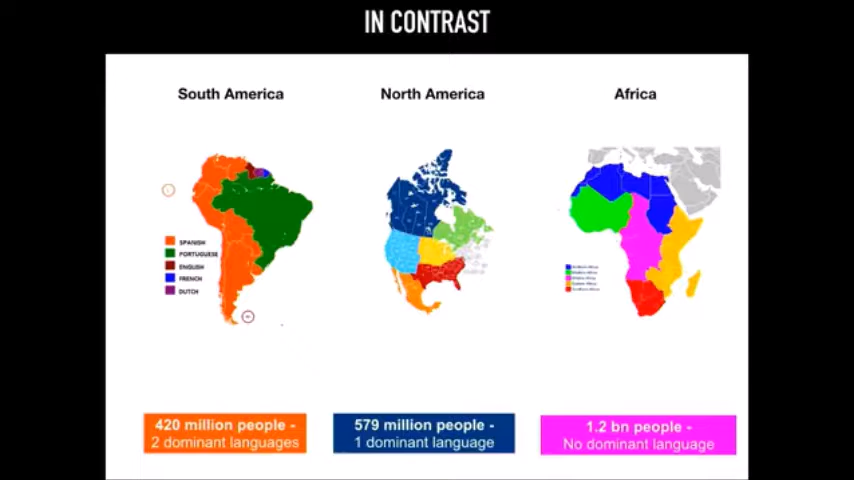 IN CONTRAST
South America
North America
Africa
SPANISH
PORTUGUESE
ENGLISH
FRENCH
DUTCH
420 million people -
2 dominant languages
579 million people -
1 dominant language
1.2 bn people -
No dominant language